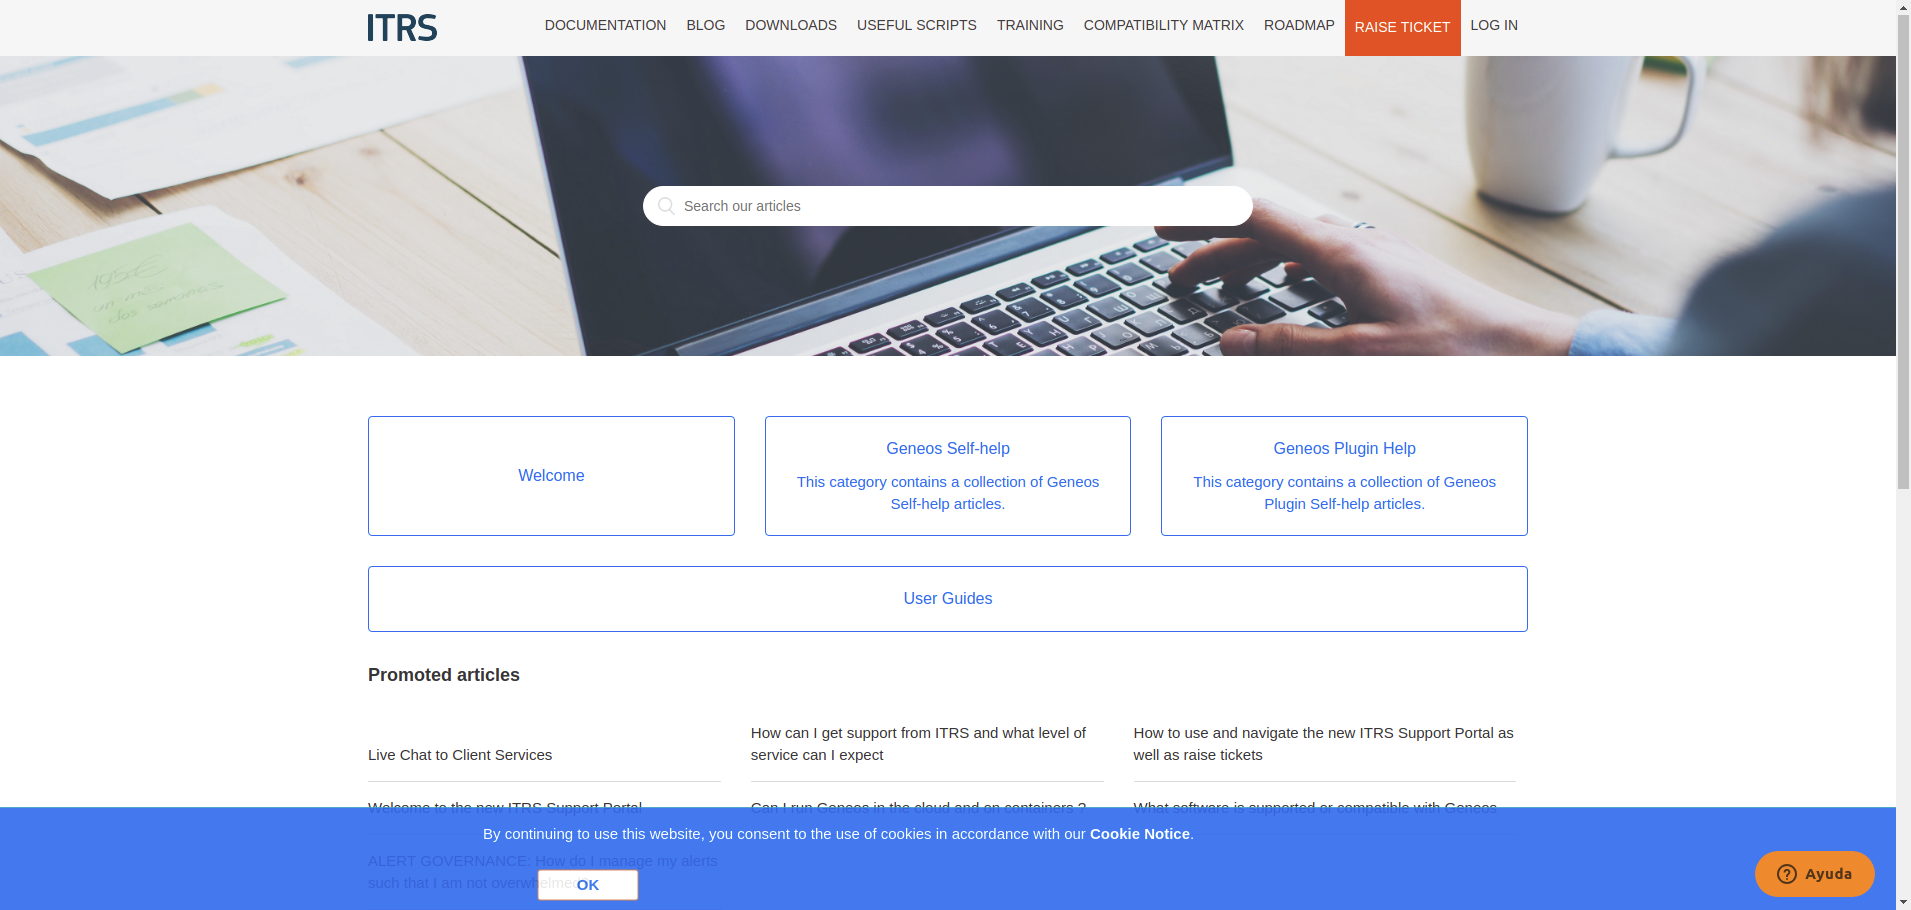 ITRS
DOCUMENTATION BLOG DOWNLOADS USEFUL SCRIPTS TRAINING COMPATIBILITY MATRIX ROADMAP RAISE TICKET LOG IN
Search our articles
Welcome
Geneos Self-help
This category contains a collection of Geneos
Self-help articles.
Geneos Plugin Help
This category contains a collection of Geneos
Plugin Self-help articles.
User Guides
Promoted articles
Live Chat to Client Services
How can I get support from ITRS and what level of
service can I expect
How to use and navigate the new ITRS Support Portal as
well as raise tickets
Welcome to the new ITRS Support Portal
Can I run Geneos in the cloud and on containers ?
What software is supported or compatible with Geneos
By continuing to use this website, you consent to the use of cookies in accordance with our Cookie Notice.
ALERT GOVERNANCE: How do I manage my alerts
such that I am not overwhelmed
OK
Ayuda